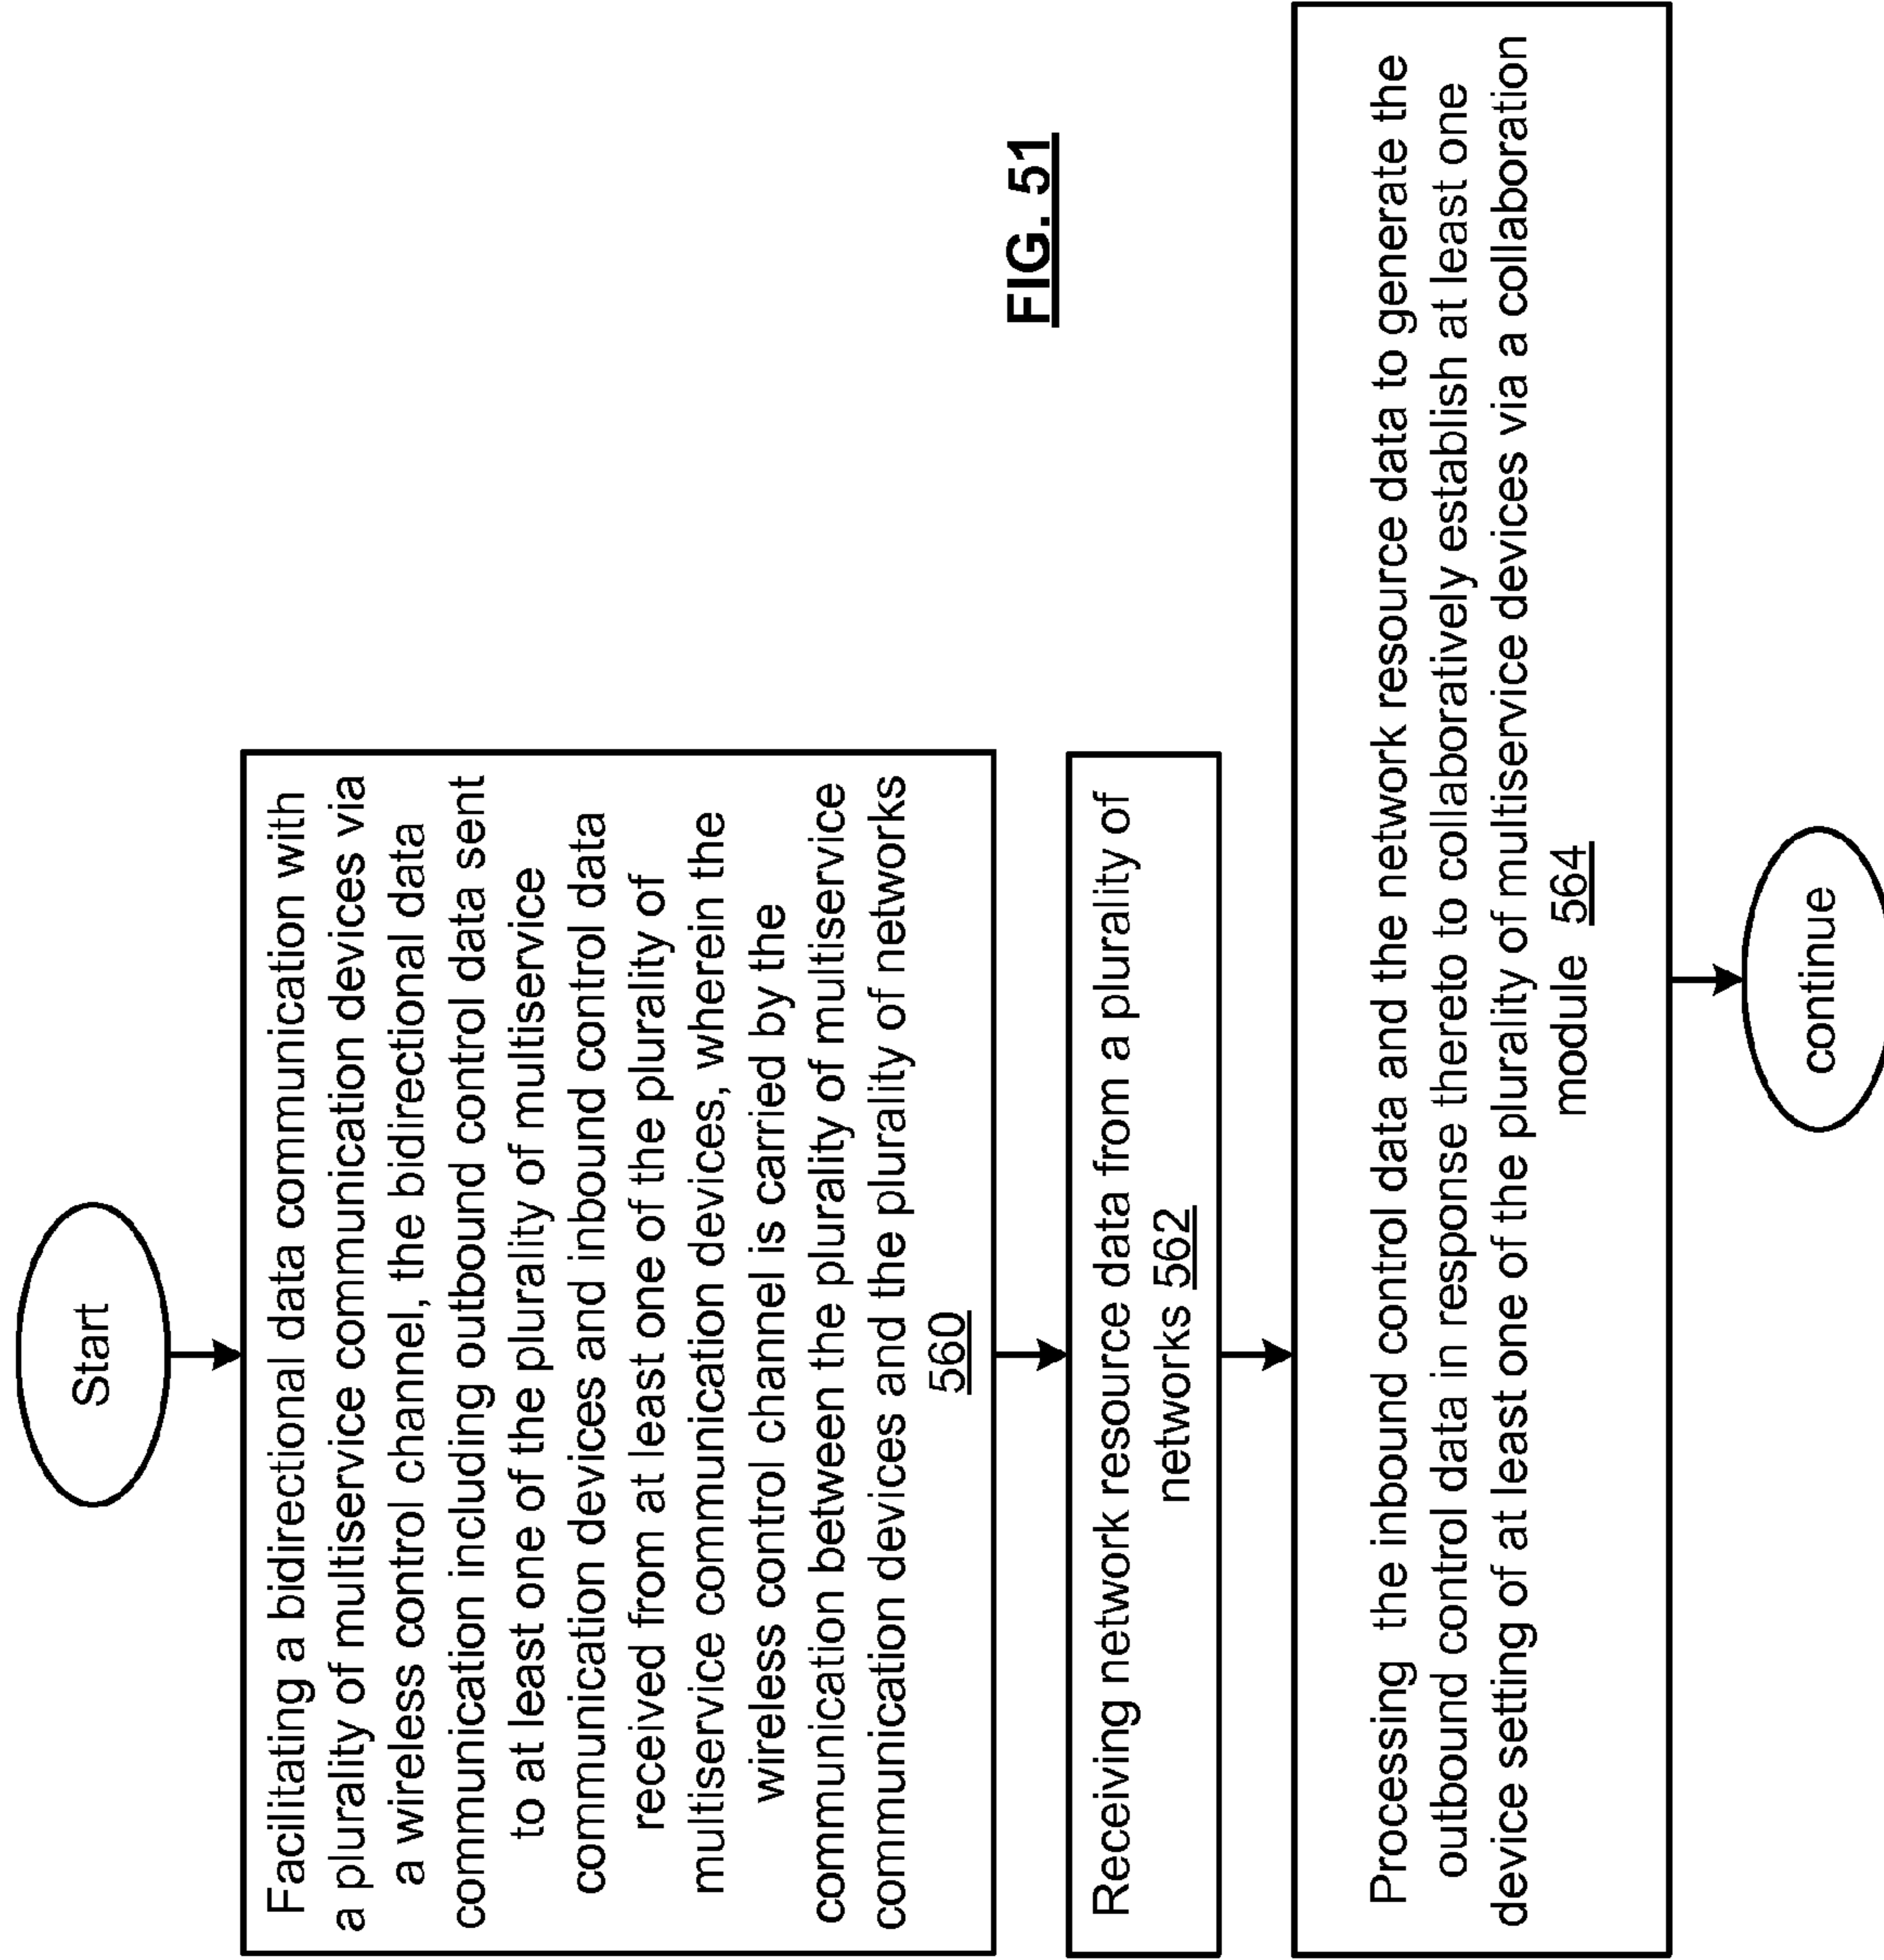 Start
Facilitating a bidirectional data communication with
a plurality of multiservice communication devices via
a wireless control channel, the bidirectional data
communication including outbound control data sent
to at least one of the plurality of multiservice
communication devices and inbound control data
received from at least one of the plurality of
multiservice communication devices, wherein the
wireless control channel is carried by the
communication between the plurality of multiservice
communication devices and the plurality of networks
560
Receiving network resource data from a plurality of
networks 562
Processing the inbound control data and the network resource data to generate the
outbound control data in response thereto to collaboratively establish at least one
device setting of at least one of the plurality of multiservice devices via a collaboration
module 564
continue
FIG. 51